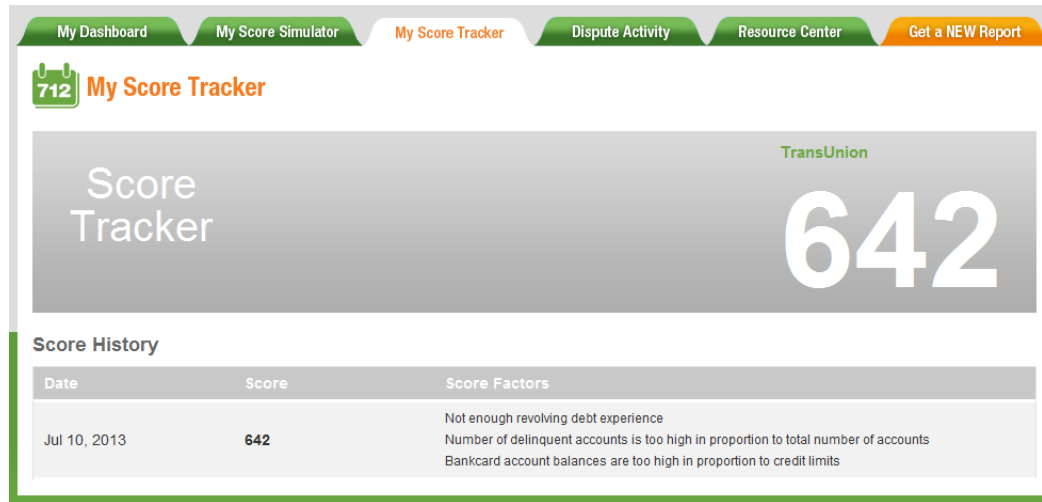 My Dashboard My Score Simulator My Score Tracker Dispute Activity Resource Center Get a NEW Report
712 My Score Tracker
TransUnion
Score
Tracker
642
Score History
Date Score Score Factors
Not enough revolving debt experience
Jul 10, 2013 642 Number of delinquent accounts is too high in proportion to total number of accounts
Bankcard account balances are too high in proportion to credit limits